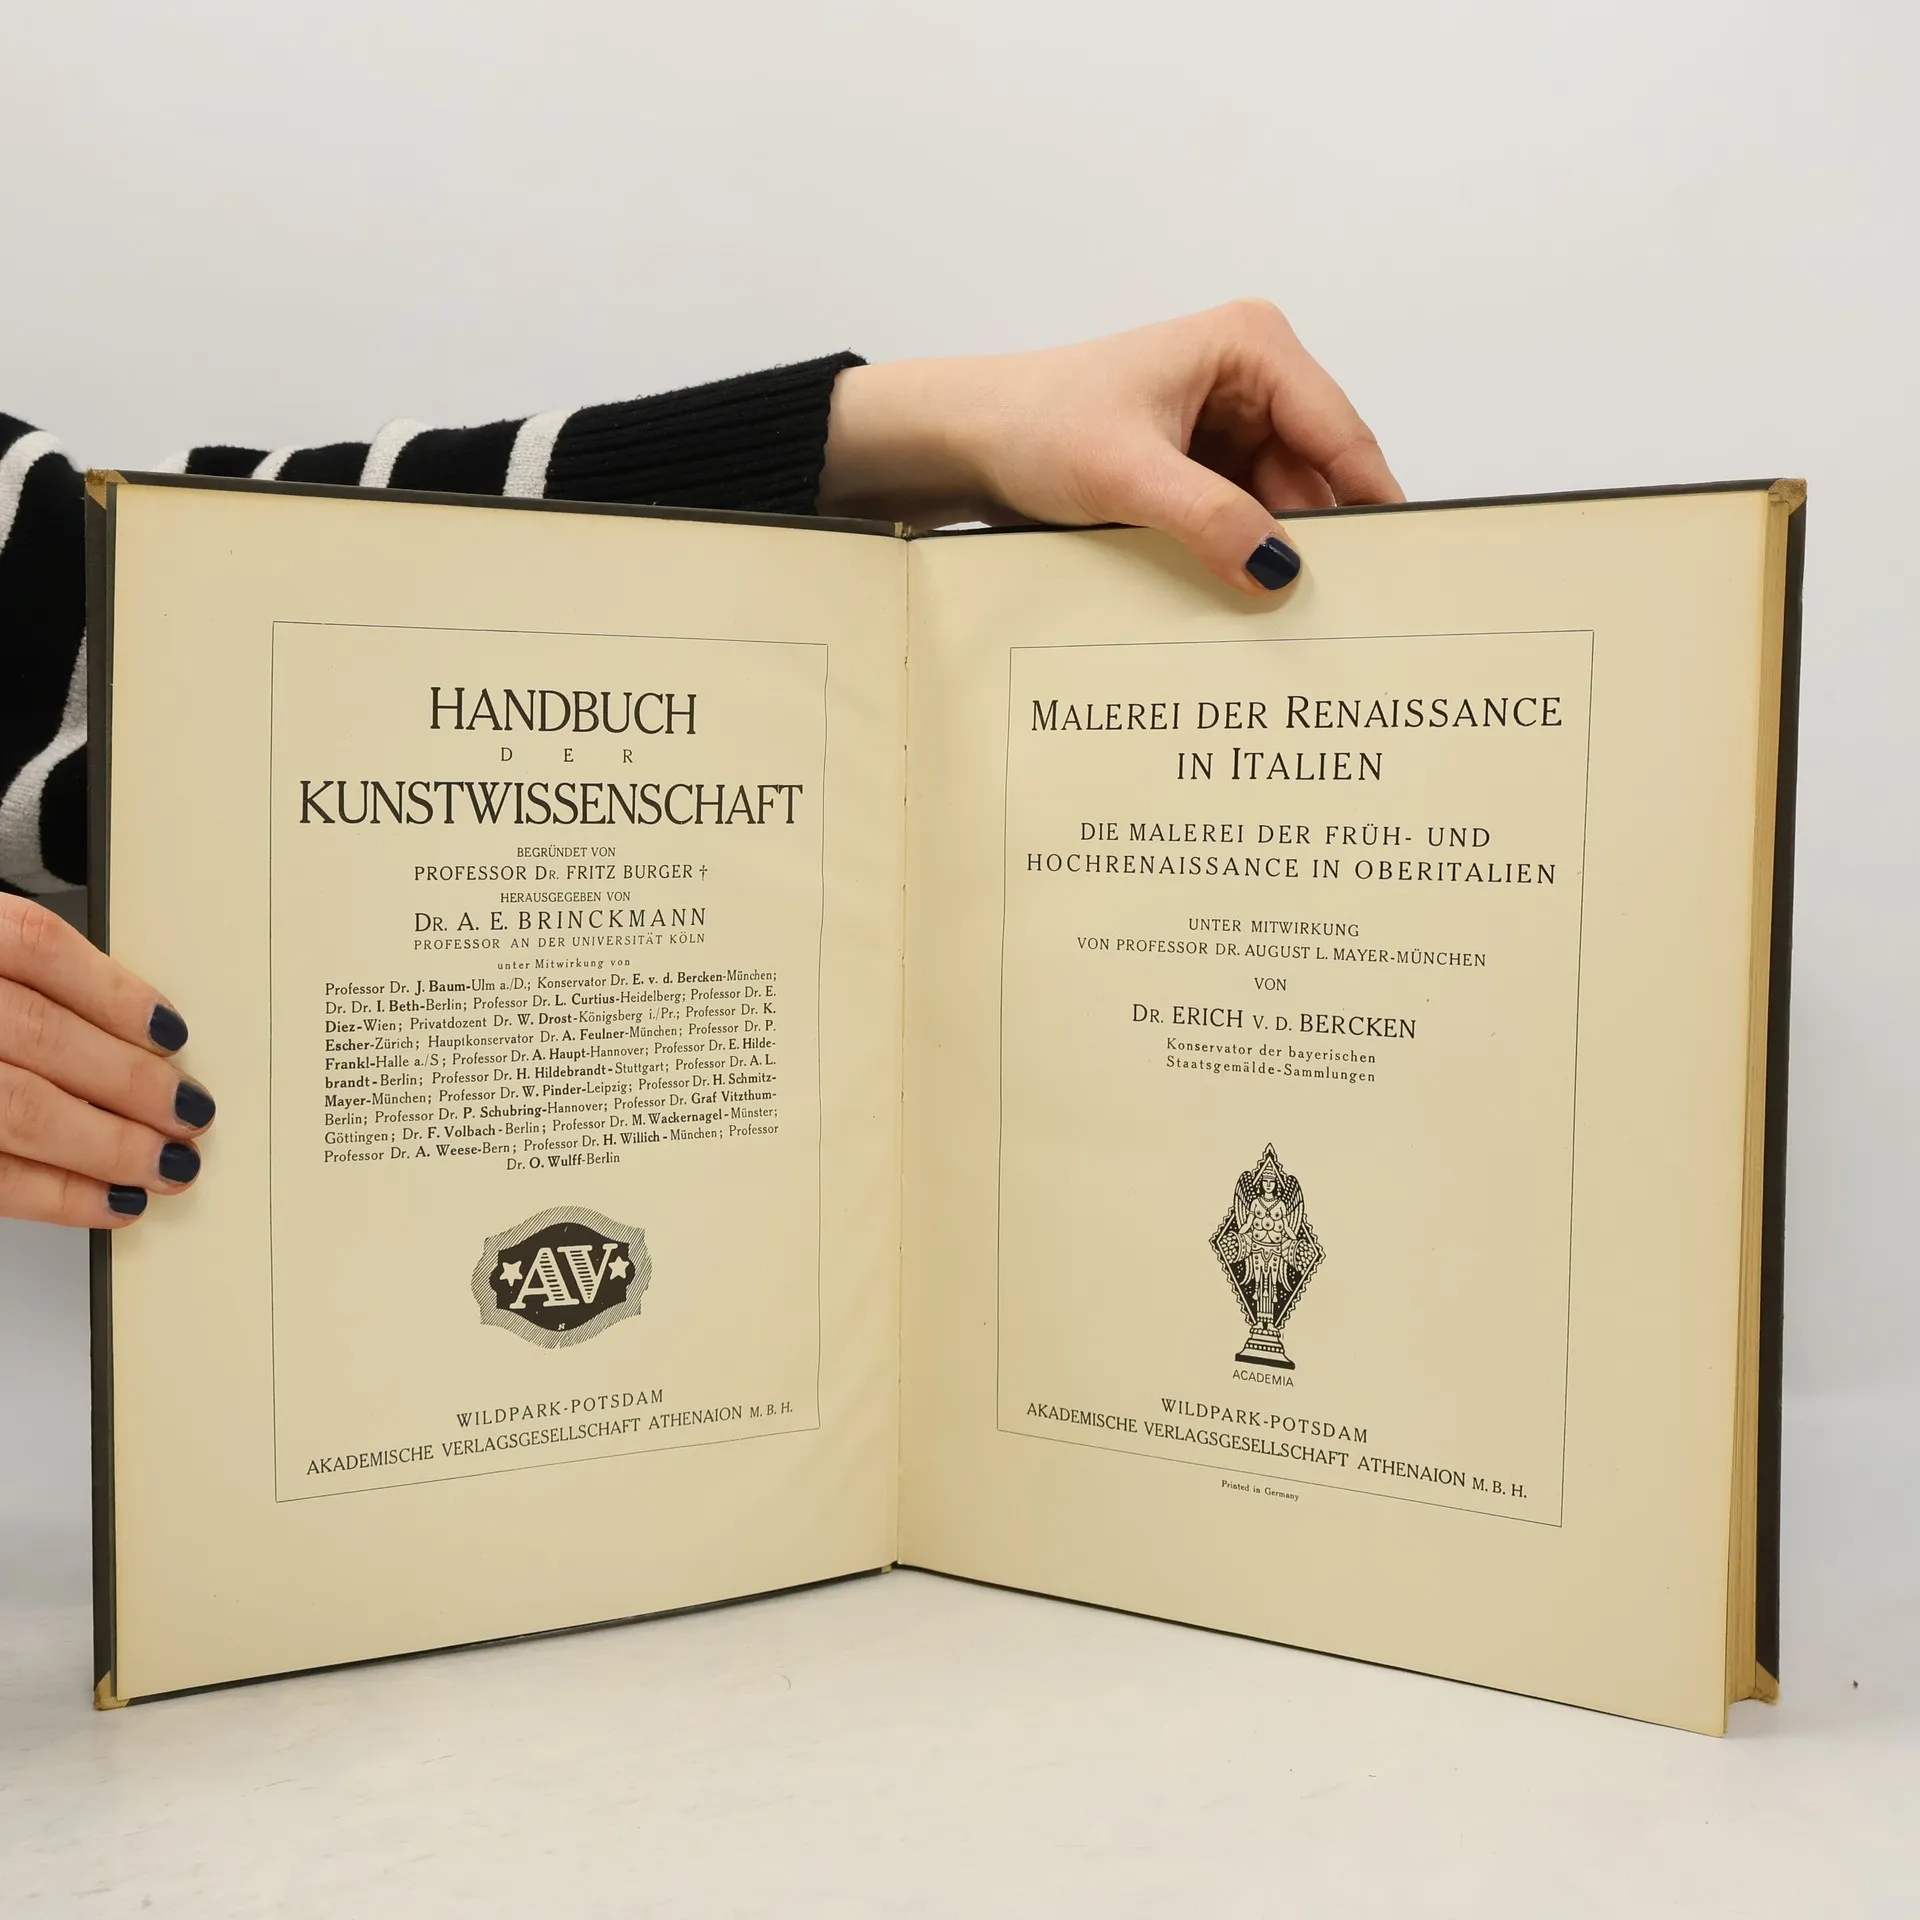 HANDBUCH
DER
KUNSTWISSENSCHAFT
BEGRÜNDET VON
PROFESSOR DR. FRITZ BURGER †
HERAUSGEGEBEN VON
DR. A. E. BRINCKMANN
PROFESSOR AN DER UNIVERSITÄT KÖLN
unter Mitwirkung von
Professor Dr. J. Baum-Ulm a./D.; Konservator Dr. E. v. d. Bercken-München;
Dr. Dr. I. Beth-Berlin; Professor Dr. L. Curtius-Heidelberg; Professor Dr. E.
Diez-Wien; Privatdozent Dr. W. Drost-Königsberg i./Pr.; Professor Dr. K.
Escher-Zürich; Hauptkonservator Dr. A. Feulner-München; Professor Dr. P.
Frankl-Halle a./S; Professor Dr. A. Haupt-Hannover; Professor Dr. E. Hilde-
brandt-Berlin; Professor Dr. H. Hildebrandt-Stuttgart; Professor Dr. A. L.
Mayer-München; Professor Dr. W. Pinder-Leipzig; Professor Dr. H. Schmitz-
Berlin; Professor Dr. P. Schubring-Hannover; Professor Dr. Graf Vitzthum-
Göttingen; Dr. F. Volbach-Berlin; Professor Dr. M. Wackernagel-Münster;
Professor Dr. A. Weese-Bern; Professor Dr. H. Willich-München; Professor
Dr. O. Wulff-Berlin
AV
N
WILDPARK-POTSDAM
AKADEMISCHE VERLAGSGESELLSCHAFT ATHENAION M. B. H.
MALEREI DER RENAISSANCE
IN ITALIEN
DIE MALEREI DER FRÜH- UND
HOCHRENAISSANCE IN OBERITALIEN
UNTER MITWIRKUNG
VON PROFESSOR DR. AUGUST L. MAYER-MÜNCHEN
VON
DR. ERICH V. D. BERCKEN
Konservator der bayerischen
Staatsgemälde-Sammlungen
ACADEMIA
WILDPARK-POTSDAM
AKADEMISCHE VERLAGSGESELLSCHAFT ATHENAION M. B. H.
Printed in Germany